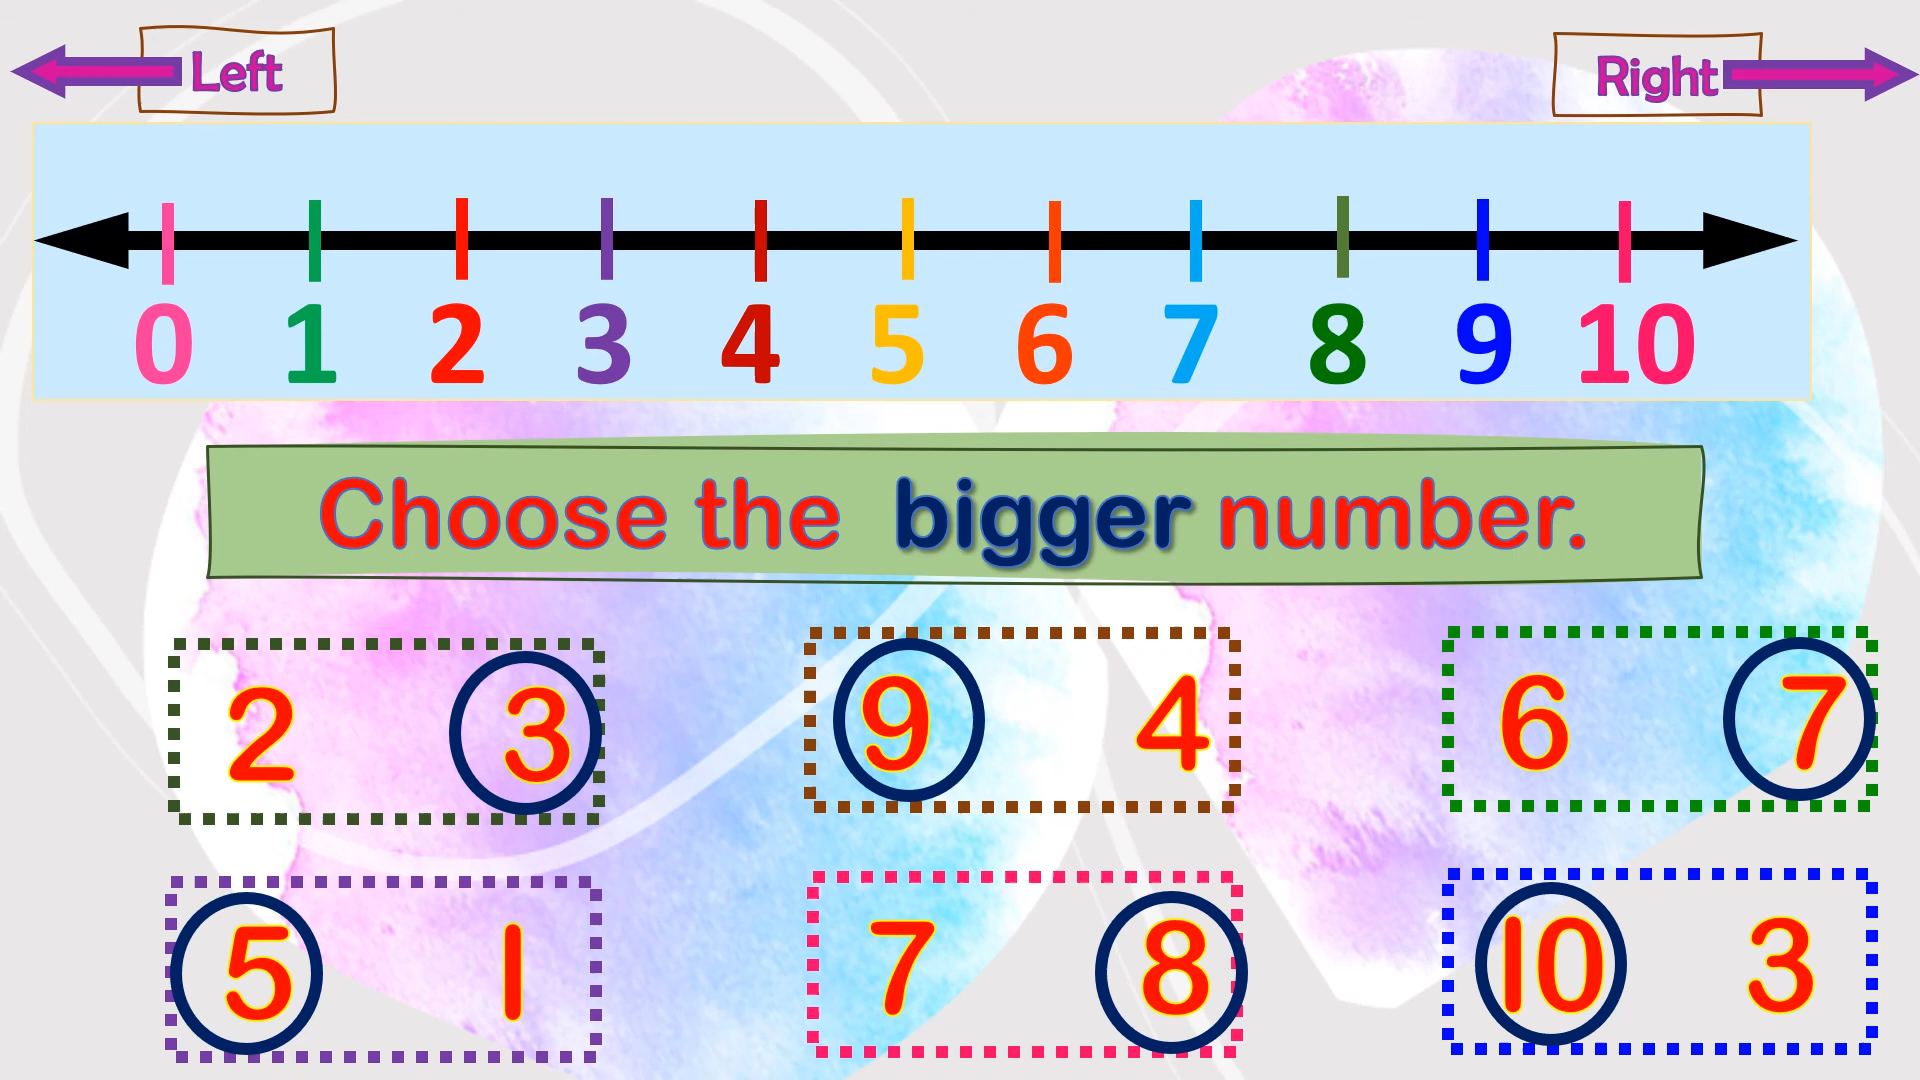 Left
Right
0 1 2 3 4 5 6 7 8 9 10
Choose the bigger number.
2 3
9 4
6 7
5 1
7 8
10 3